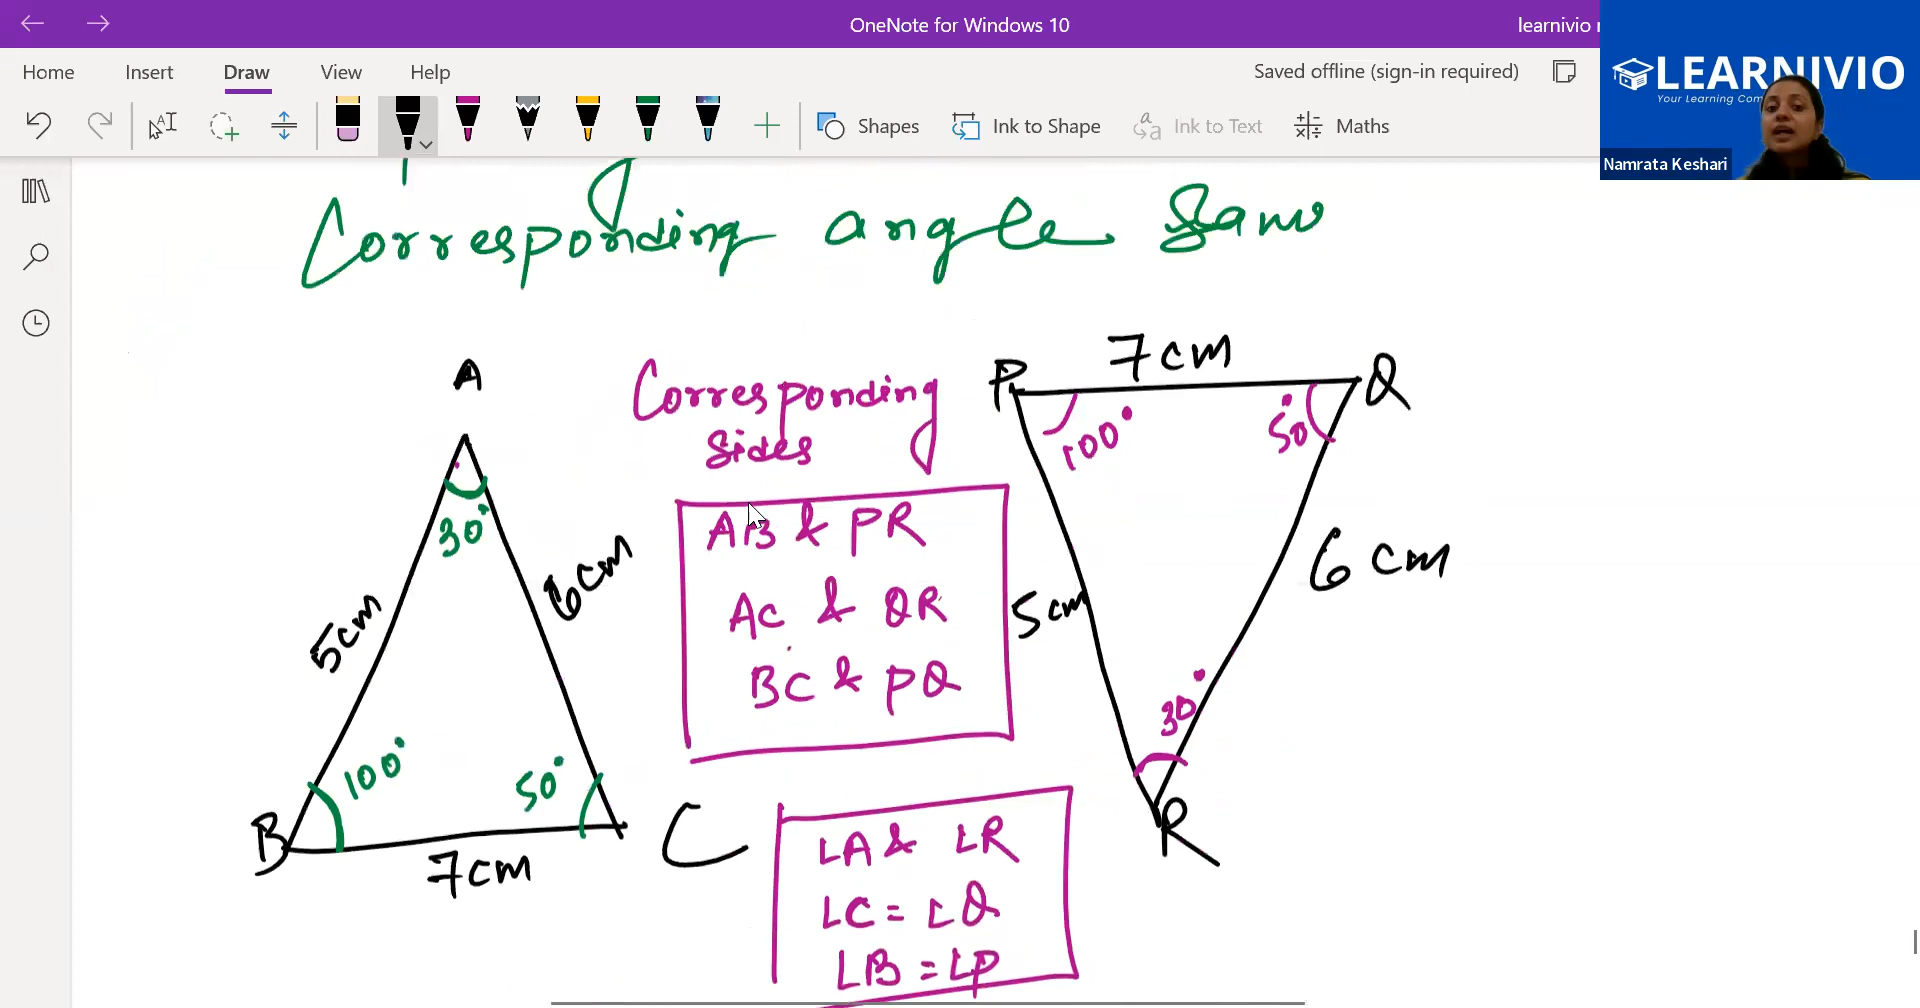 OneNote for Windows 10
learnivio
Home Insert Draw View Help
Saved offline (sign-in required)
Shapes Ink to Shape Ink to Text Maths
LEARNIVIO
Your Learning Com
Namrata Keshari
Corresponding angle Same
A
30°
5cm
6cm
B
100°
50°
C
7cm
Corresponding
Sides
AB & PR
AC & QR
BC & PQ
P
7cm
Q
100°
50°
5cm
6 cm
30°
R
∠A & ∠R
∠C = ∠Q
∠B = ∠P